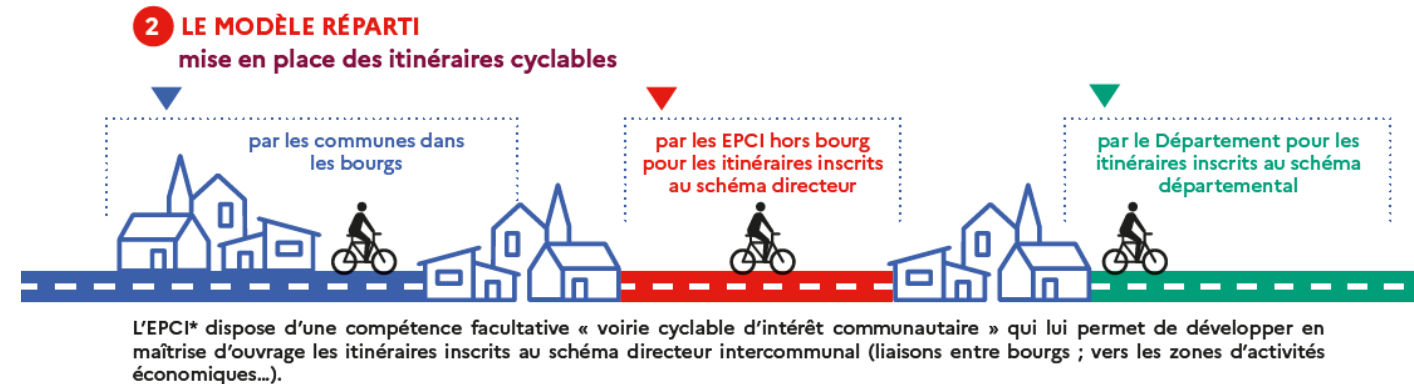 2 LE MODÈLE RÉPARTI
mise en place des itinéraires cyclables
par les communes dans
les bourgs
par les EPCI hors bourg
pour les itinéraires inscrits
au schéma directeur
par le Département pour les
itinéraires inscrits au schéma
départemental
L’EPCI* dispose d’une compétence facultative « voirie cyclable d’intérêt communautaire » qui lui permet de développer en
maîtrise d’ouvrage les itinéraires inscrits au schéma directeur intercommunal (liaisons entre bourgs ; vers les zones d’activités
économiques…).